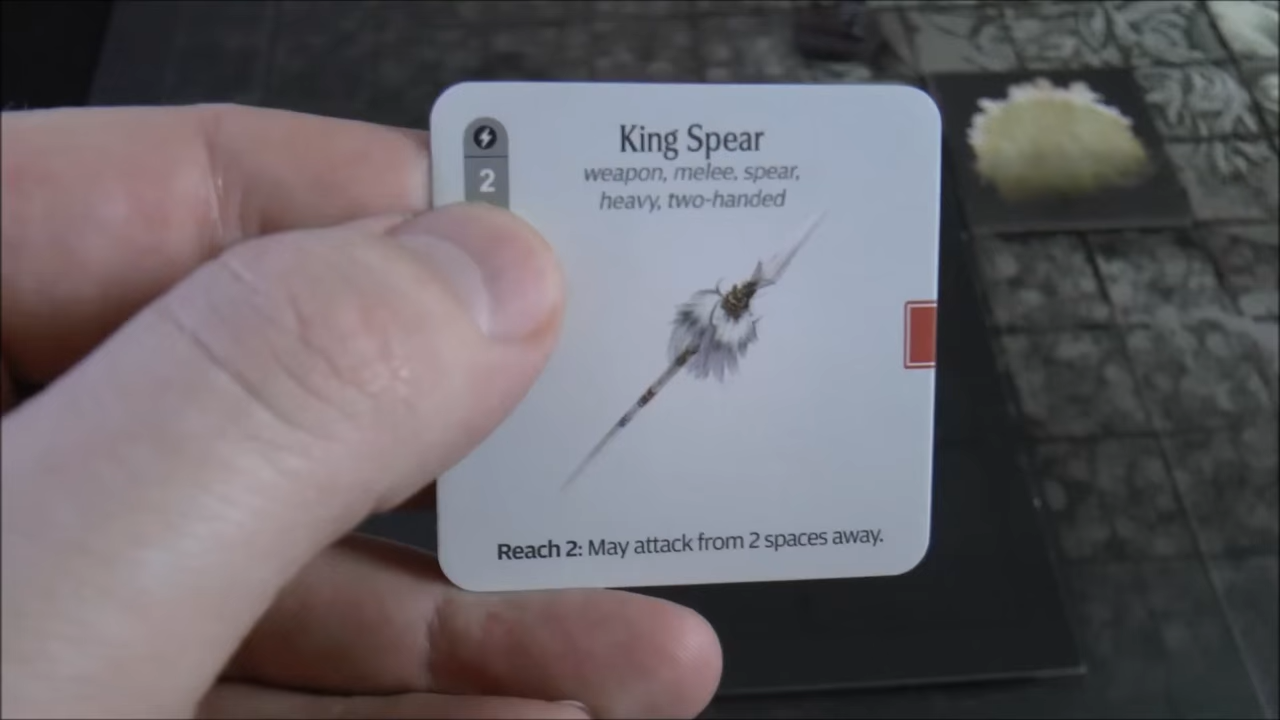 2
King Spear
weapon, melee, spear,
heavy, two-handed
Reach 2: May attack from 2 spaces away.